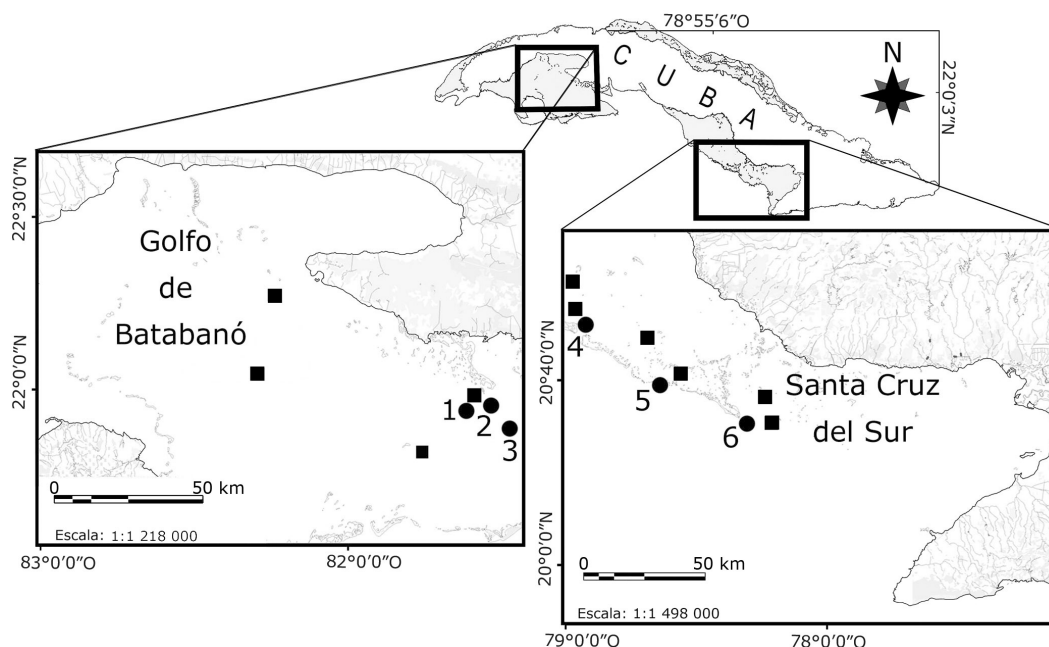 78°55'6"O
N
22°0'3"N
C U B A
22°30'0"N
22°0'0"N
Golfo
de
Batabanó
1
2
3
0
50 km
Escala: 1:1 218 000
83°0'0"O
82°0'0"O
20°40'0"N
20°0'0"N
4
5
6
Santa Cruz
del Sur
0
50 km
Escala: 1:1 498 000
79°0'0"O
78°0'0"O